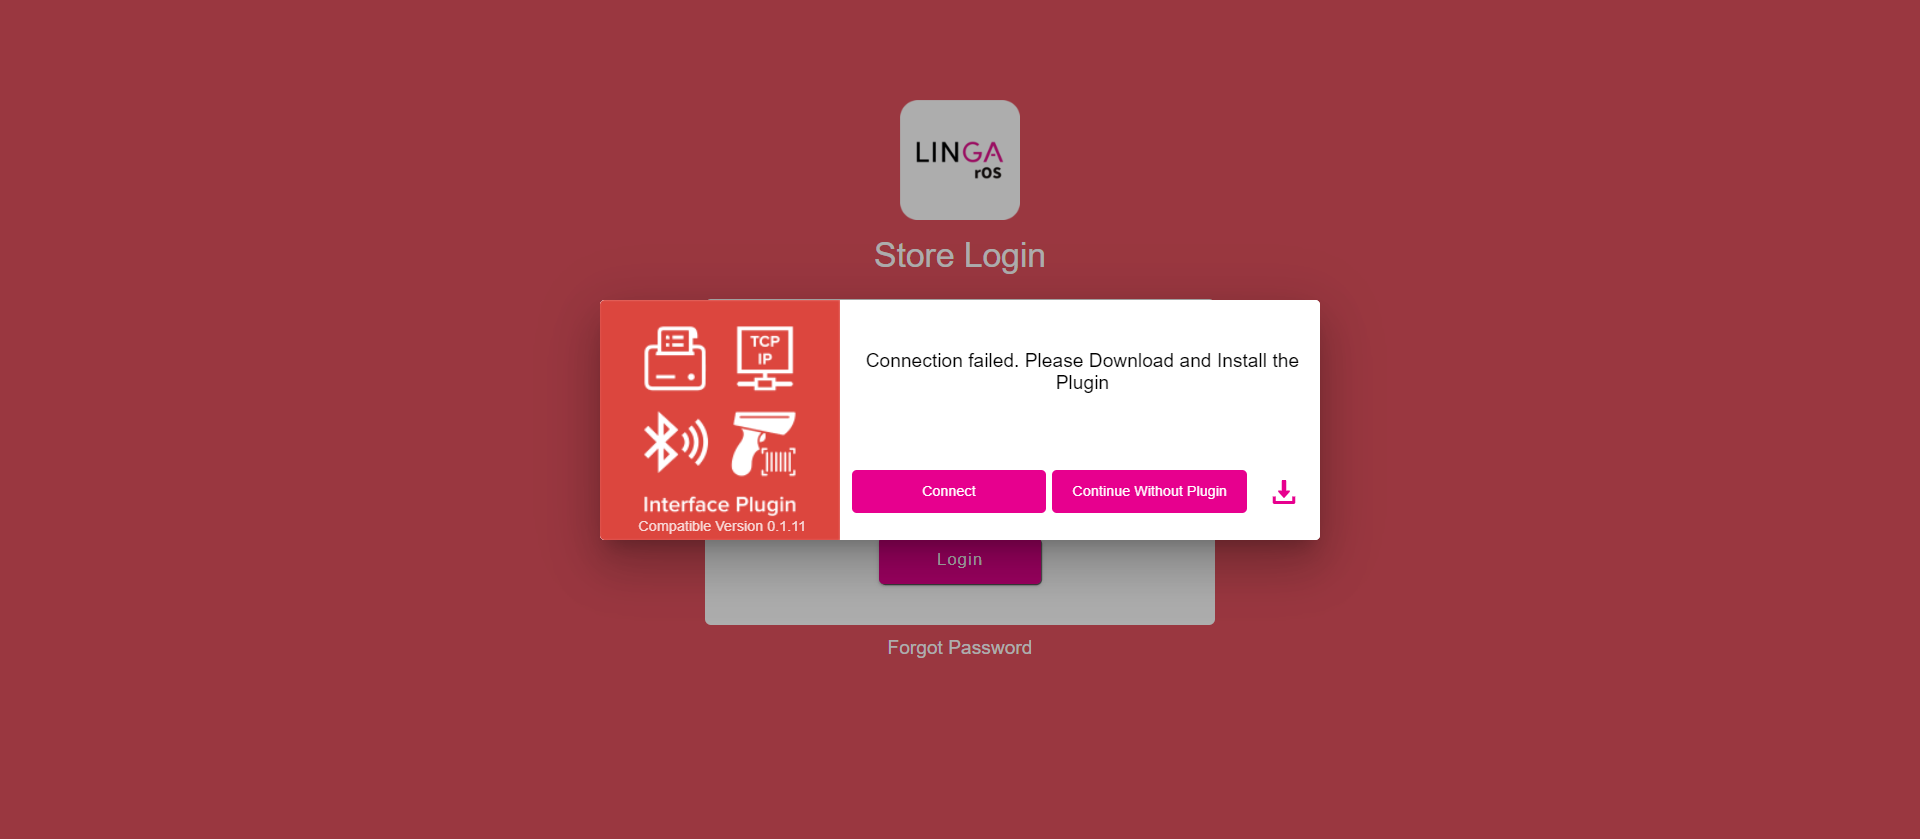 LINGA
rOS
Store Login
TCP
IP
Interface Plugin
Compatible Version 0.1.11
Connection failed. Please Download and Install the
Plugin
Connect
Continue Without Plugin
Login
Forgot Password